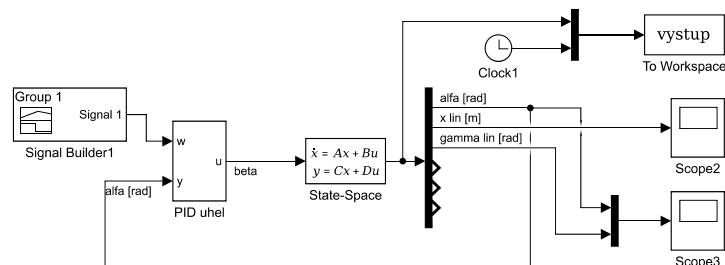 vystup
To Workspace
Clock1
Group 1
Signal 1
Signal Builder1
w
u
y
PID uhel
alfa [rad]
beta
ẋ = Ax + Bu
y = Cx + Du
State-Space
alfa [rad]
x lin [m]
gamma lin [rad]
Scope2
Scope3